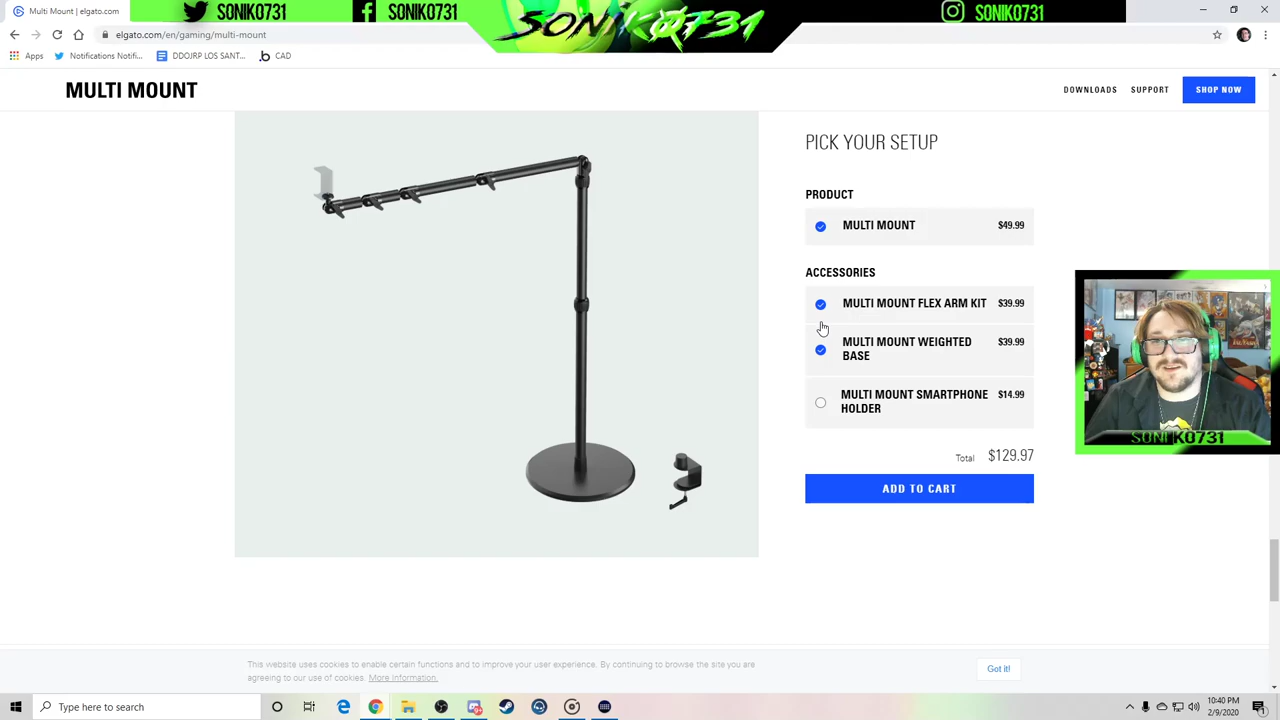 Multi Mount | elgato.com
SONIK0731
SONIK0731
SONIK0731
SONIK0731
elgato.com/en/gaming/multi-mount
Apps
Notifications Notifi...
DDOJRP LOS SANT...
CAD
MULTI MOUNT
DOWNLOADS
SUPPORT
SHOP NOW
PICK YOUR SETUP
PRODUCT
MULTI MOUNT $49.99
ACCESSORIES
MULTI MOUNT FLEX ARM KIT $39.99
MULTI MOUNT WEIGHTED $39.99
BASE
MULTI MOUNT SMARTPHONE $14.99
HOLDER
Total $129.97
ADD TO CART
SONIK0731
This website uses cookies to enable certain functions and to improve your user experience. By continuing to browse the site you are
agreeing to our use of cookies. More information.
Got it!
Type here to search
10:40 PM
2/9/2020